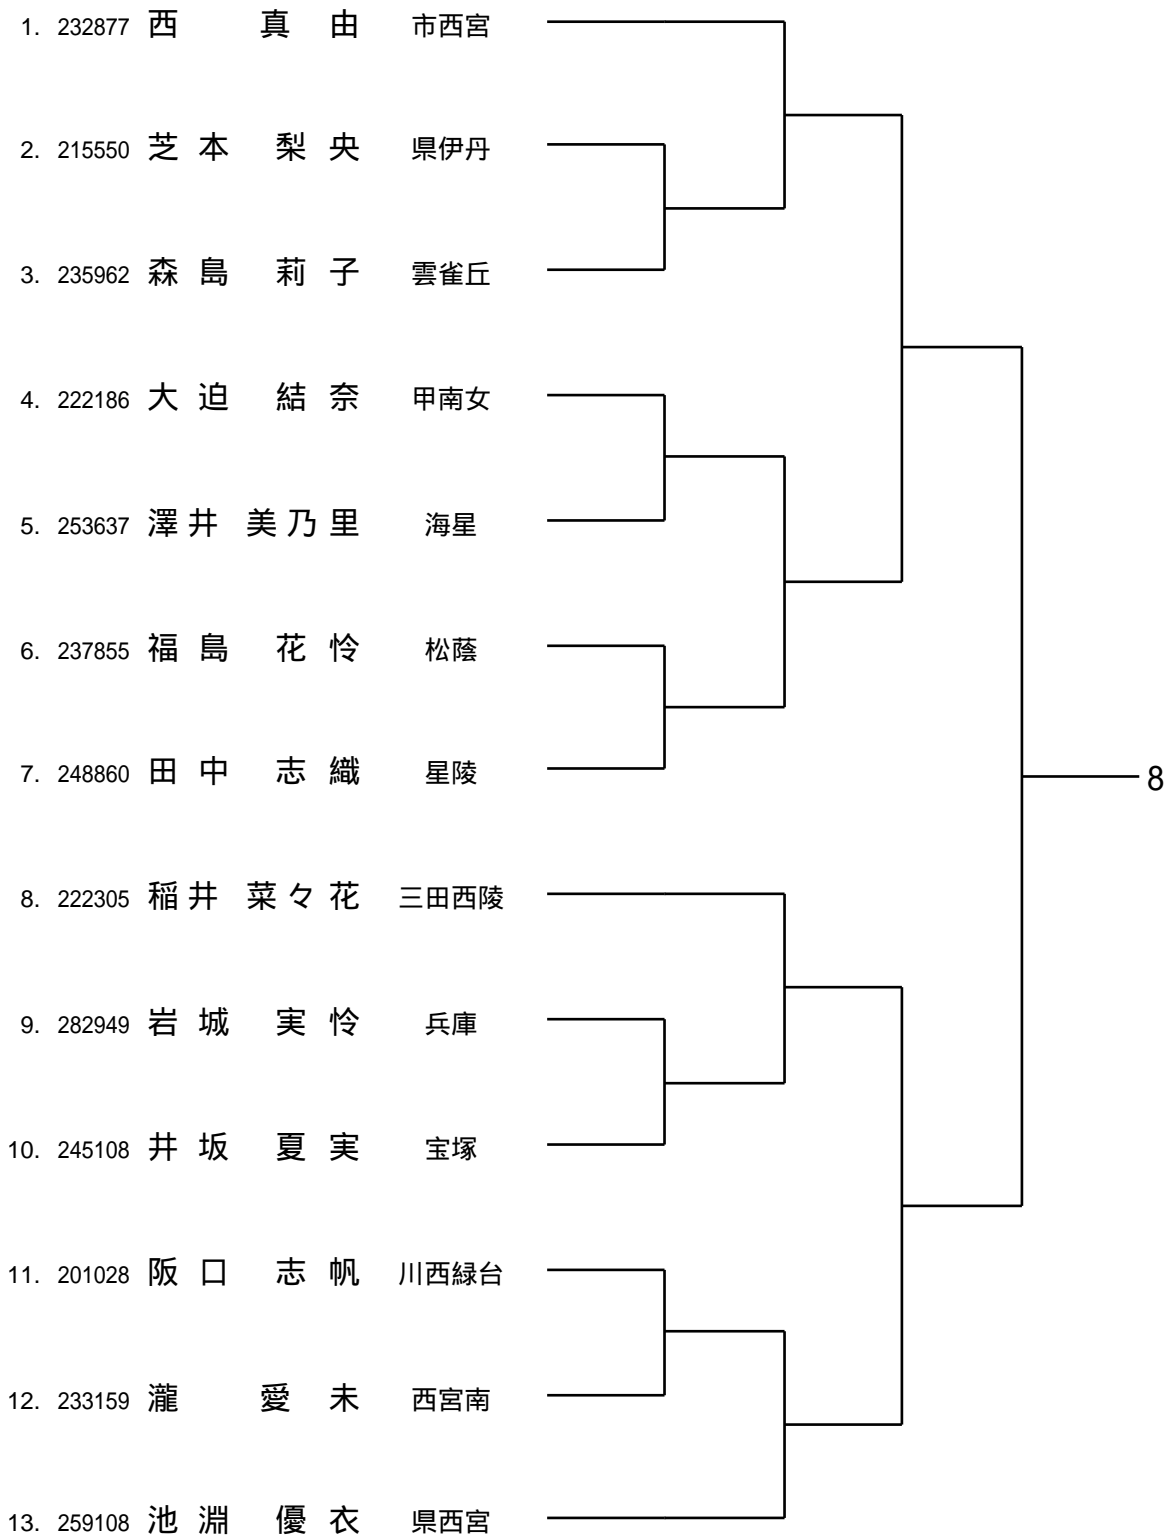 1. 232877 西 真 由 市西宮
2. 215550 芝 本 梨 央 県伊丹
3. 235962 森 島 莉 子 雲雀丘
4. 222186 大 迫 結 奈 甲南女
5. 253637 澤 井 美 乃 里 海星
6. 237855 福 島 花 怜 松蔭
7. 248860 田 中 志 織 星陵
8
8. 222305 稲 井 菜 々 花 三田西陵
9. 282949 岩 城 実 怜 兵庫
10. 245108 井 坂 夏 実 宝塚
11. 201028 阪 口 志 帆 川西緑台
12. 233159 瀧 愛 未 西宮南
13. 259108 池 淵 優 衣 県西宮